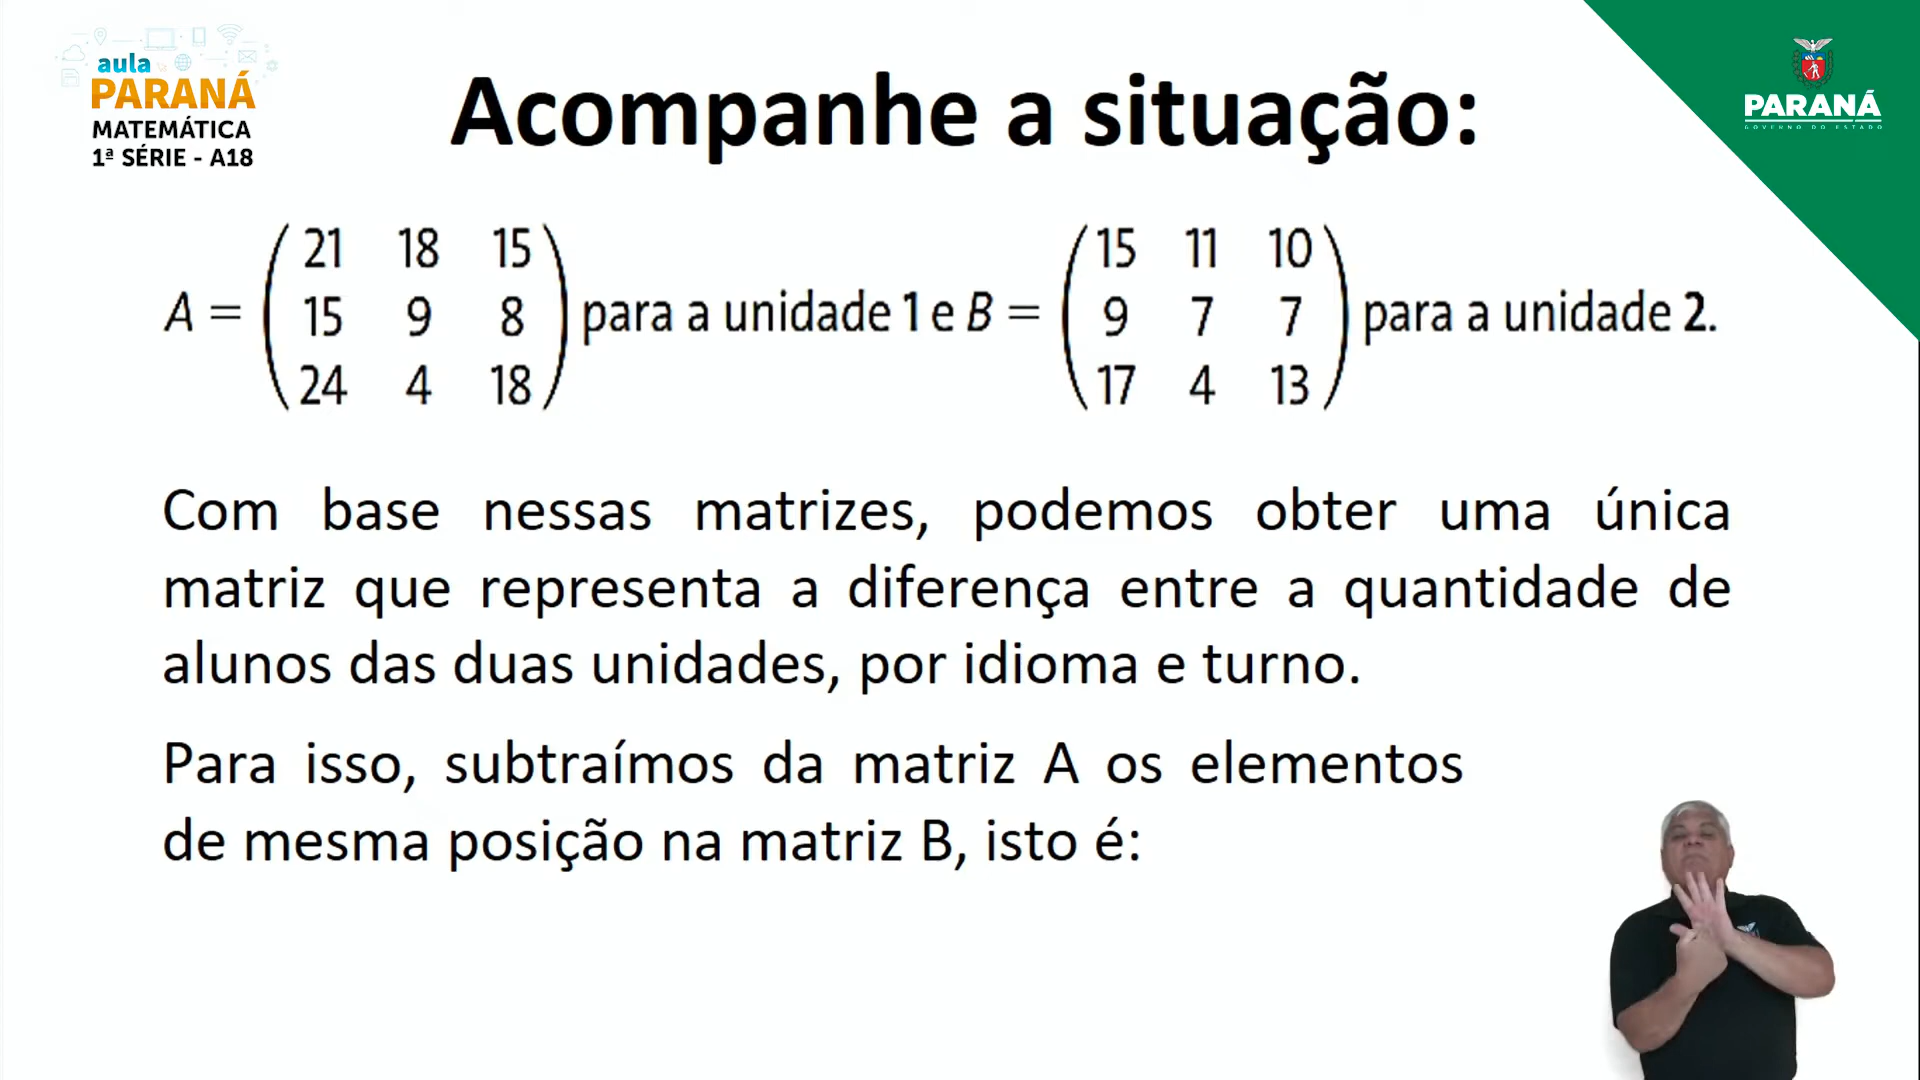 aula
PARANÁ
MATEMÁTICA
1ª SÉRIE - A18
Acompanhe a situação:
PARANÁ
GOVERNO DO ESTADO
21 18 15
15 9 8
24 4 18
A = para a unidade 1 e B = para a unidade 2.
15 11 10
9 7 7
17 4 13
Com base nessas matrizes, podemos obter uma única
matriz que representa a diferença entre a quantidade de
alunos das duas unidades, por idioma e turno.
Para isso, subtraímos da matriz A os elementos
de mesma posição na matriz B, isto é: